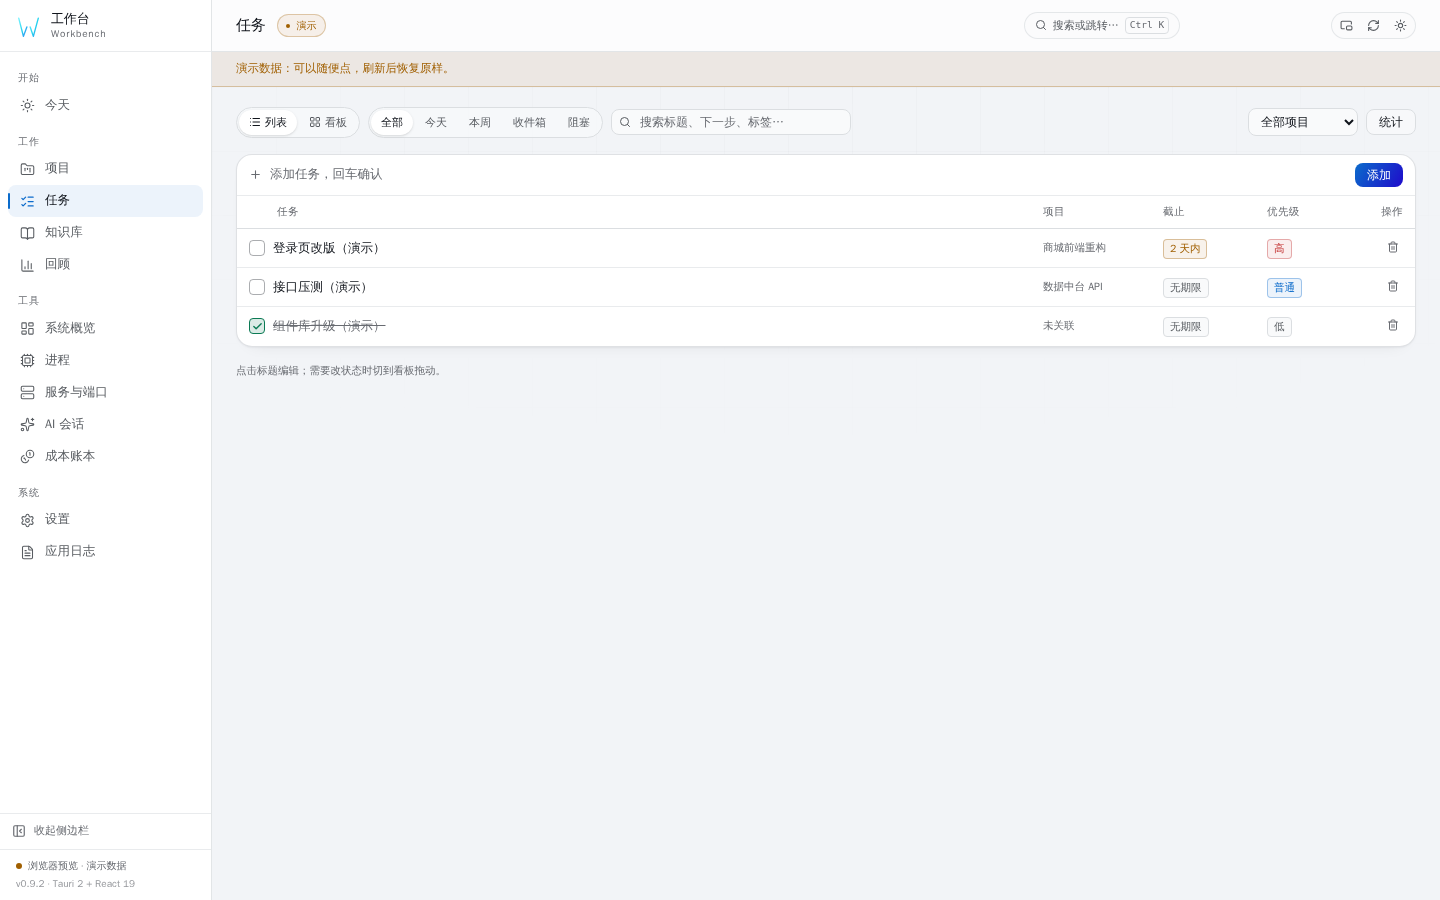 工作台
Workbench
开始
今天
工作
项目
任务
知识库
回顾
工具
系统概览
进程
服务与端口
AI 会话
成本账本
系统
设置
应用日志
收起侧边栏
浏览器预览 · 演示数据
v0.9.2 · Tauri 2 + React 19
任务 演示 搜索或跳转… Ctrl K
演示数据：可以随便点，刷新后恢复原样。
列表 看板 全部 今天 本周 收件箱 阻塞 搜索标题、下一步、标签… 全部项目 统计
添加任务，回车确认 添加
任务 项目 截止 优先级 操作
登录页改版（演示） 商城前端重构 2 天内 高
接口压测（演示） 数据中台 API 无期限 普通
组件库升级（演示） 未关联 无期限 低
点击标题编辑；需要改状态时切到看板拖动。